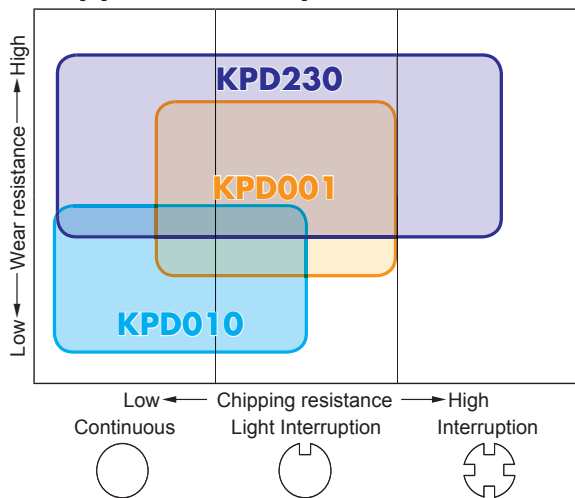 KPD230
KPD001
KPD010
Low Wear resistance High
Low Chipping resistance High
Continuous Light Interruption Interruption